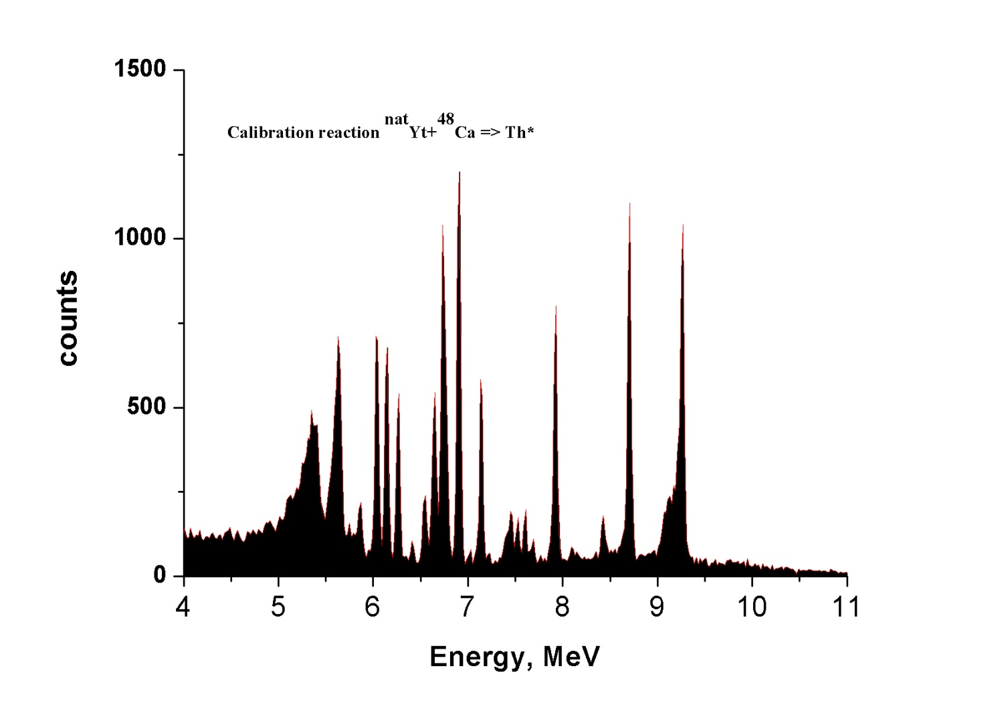 1500
Calibration reaction natYt+48Ca => Th*
1000
counts
500
0
4 5 6 7 8 9 10 11
Energy, MeV